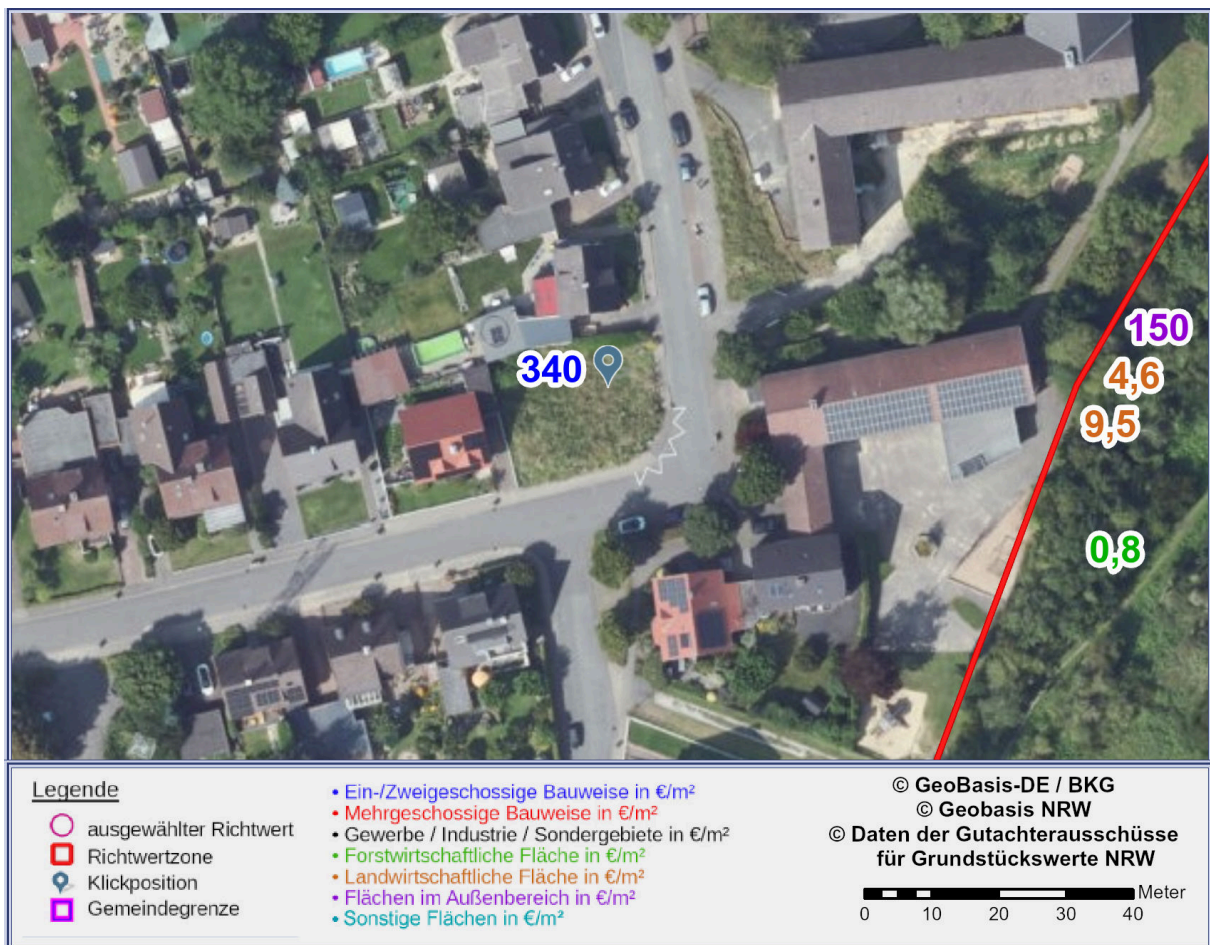 340
150
4,6
9,5
0,8
Legende
ausgewählter Richtwert
Richtwertzone
Klickposition
Gemeindegrenze
• Ein-/Zweigeschossige Bauweise in €/m²
• Mehrgeschossige Bauweise in €/m²
• Gewerbe / Industrie / Sondergebiete in €/m²
• Forstwirtschaftliche Fläche in €/m²
• Landwirtschaftliche Fläche in €/m²
• Flächen im Außenbereich in €/m²
• Sonstige Flächen in €/m²
© GeoBasis-DE / BKG
© Geobasis NRW
© Daten der Gutachterausschüsse
für Grundstückswerte NRW
Meter
0 10 20 30 40